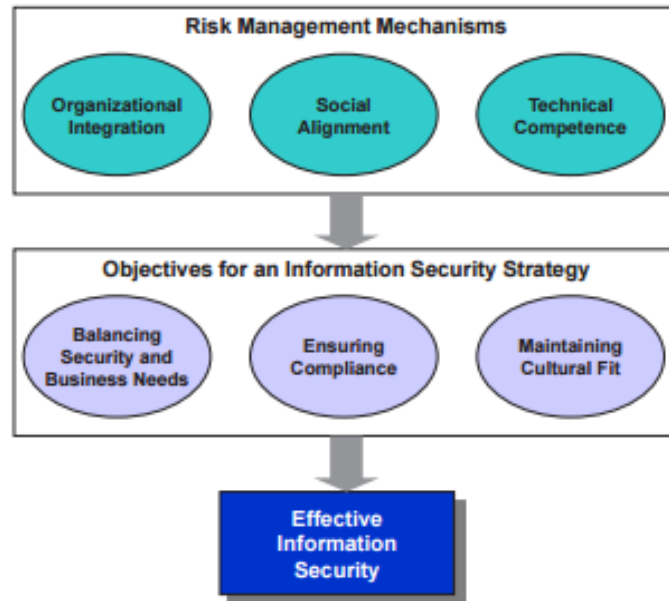 Risk Management Mechanisms
Organizational
Integration
Social
Alignment
Technical
Competence
Objectives for an Information Security Strategy
Balancing
Security and
Business Needs
Ensuring
Compliance
Maintaining
Cultural Fit
Effective
Information
Security